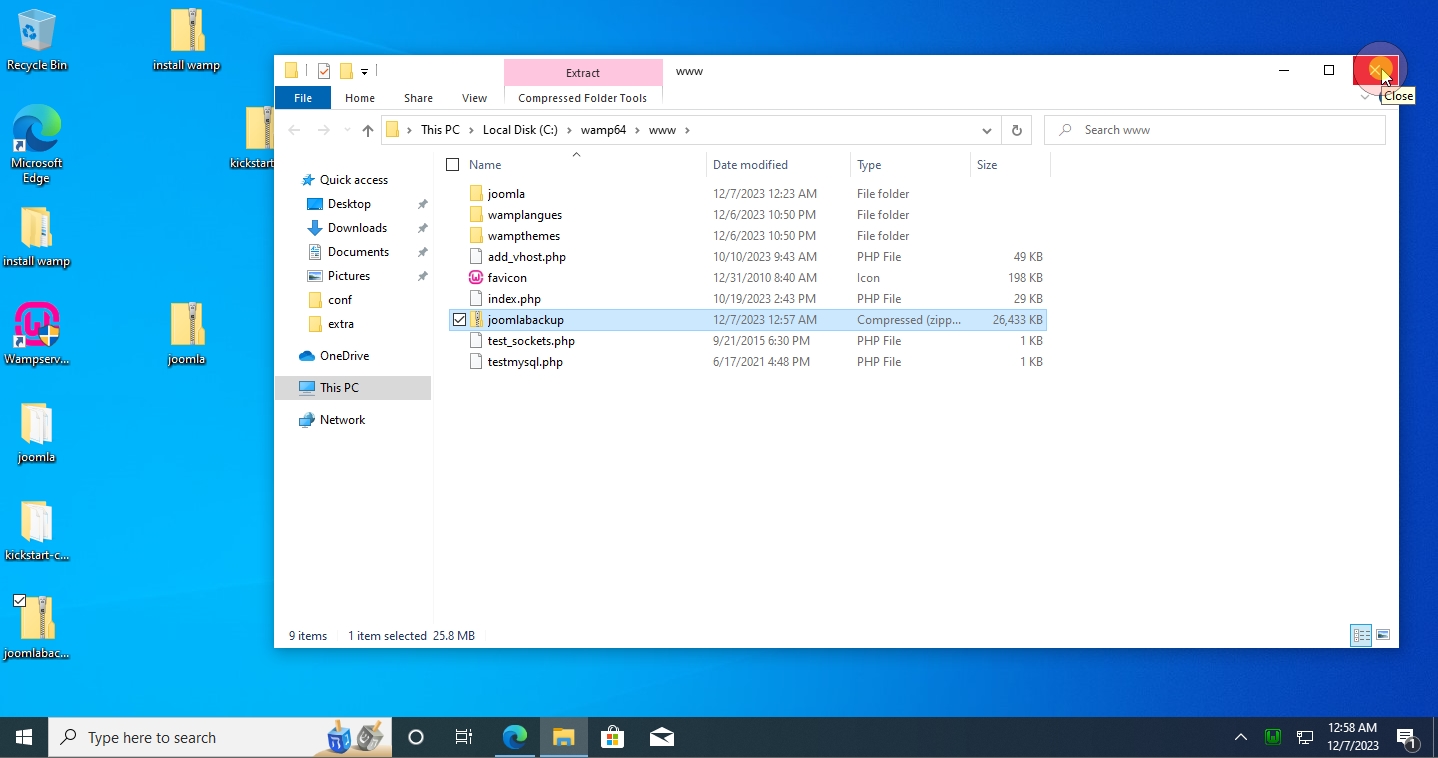 Recycle Bin
install wamp
Microsoft
Edge
kickstart
install wamp
Wampserv...
joomla
joomla
kickstart-c...
joomlabac...
Extract
www
Close
File
Home
Share
View
Compressed Folder Tools
This PC
Local Disk (C:)
wamp64
www
Search www
Name
Date modified
Type
Size
Quick access
Desktop
Downloads
Documents
Pictures
conf
extra
OneDrive
This PC
Network
joomla 12/7/2023 12:23 AM File folder
wamplangues 12/6/2023 10:50 PM File folder
wampthemes 12/6/2023 10:50 PM File folder
add_vhost.php 10/10/2023 9:43 AM PHP File 49 KB
favicon 12/31/2010 8:40 AM Icon 198 KB
index.php 10/19/2023 2:43 PM PHP File 29 KB
joomlabackup 12/7/2023 12:57 AM Compressed (zipp... 26,433 KB
test_sockets.php 9/21/2015 6:30 PM PHP File 1 KB
testmysql.php 6/17/2021 4:48 PM PHP File 1 KB
9 items 1 item selected 25.8 MB
Type here to search
12:58 AM
12/7/2023
1